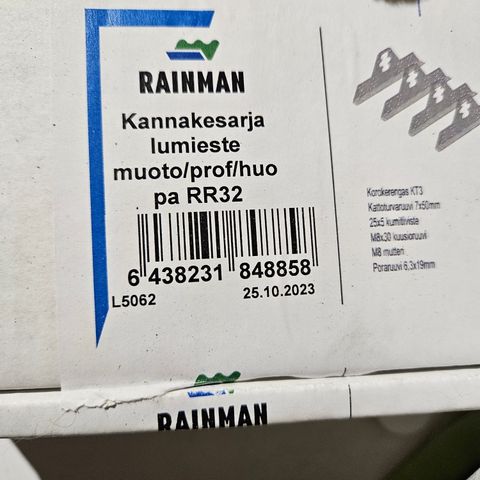 RAINMAN
Kannakesarja
lumieste
muoto/prof/huo
pa RR32
6 438231 848858
L5062 25.10.2023
Korokerengas KT3
Kattoturvaruuvi 7x50mm
25x5 kumitiiviste
M8x30 kuusioruuvi
M8 mutteri
Poraruuvi 6,3x19mm
RAINMAN